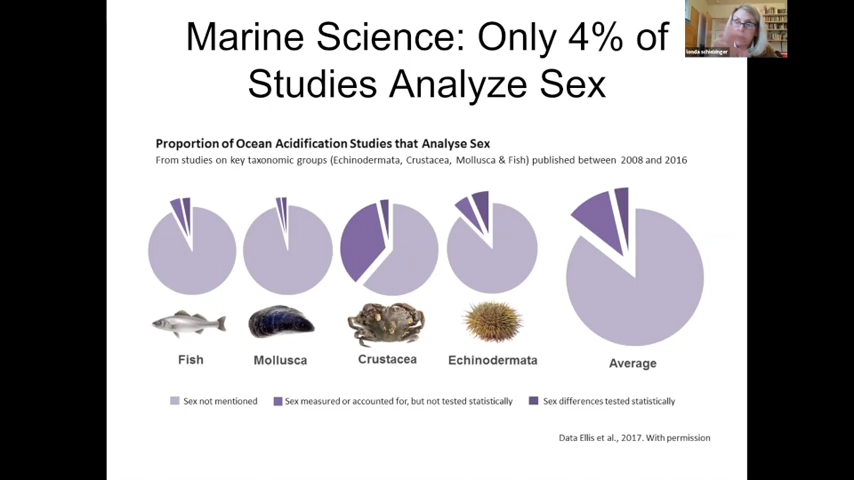 Marine Science: Only 4% of
Studies Analyze Sex
londa schiebinger
Proportion of Ocean Acidification Studies that Analyse Sex
From studies on key taxonomic groups (Echinodermata, Crustacea, Mollusca & Fish) published between 2008 and 2016
Fish
Mollusca
Crustacea
Echinodermata
Average
Sex not mentioned
Sex measured or accounted for, but not tested statistically
Sex differences tested statistically
Data Ellis et al., 2017. With permission